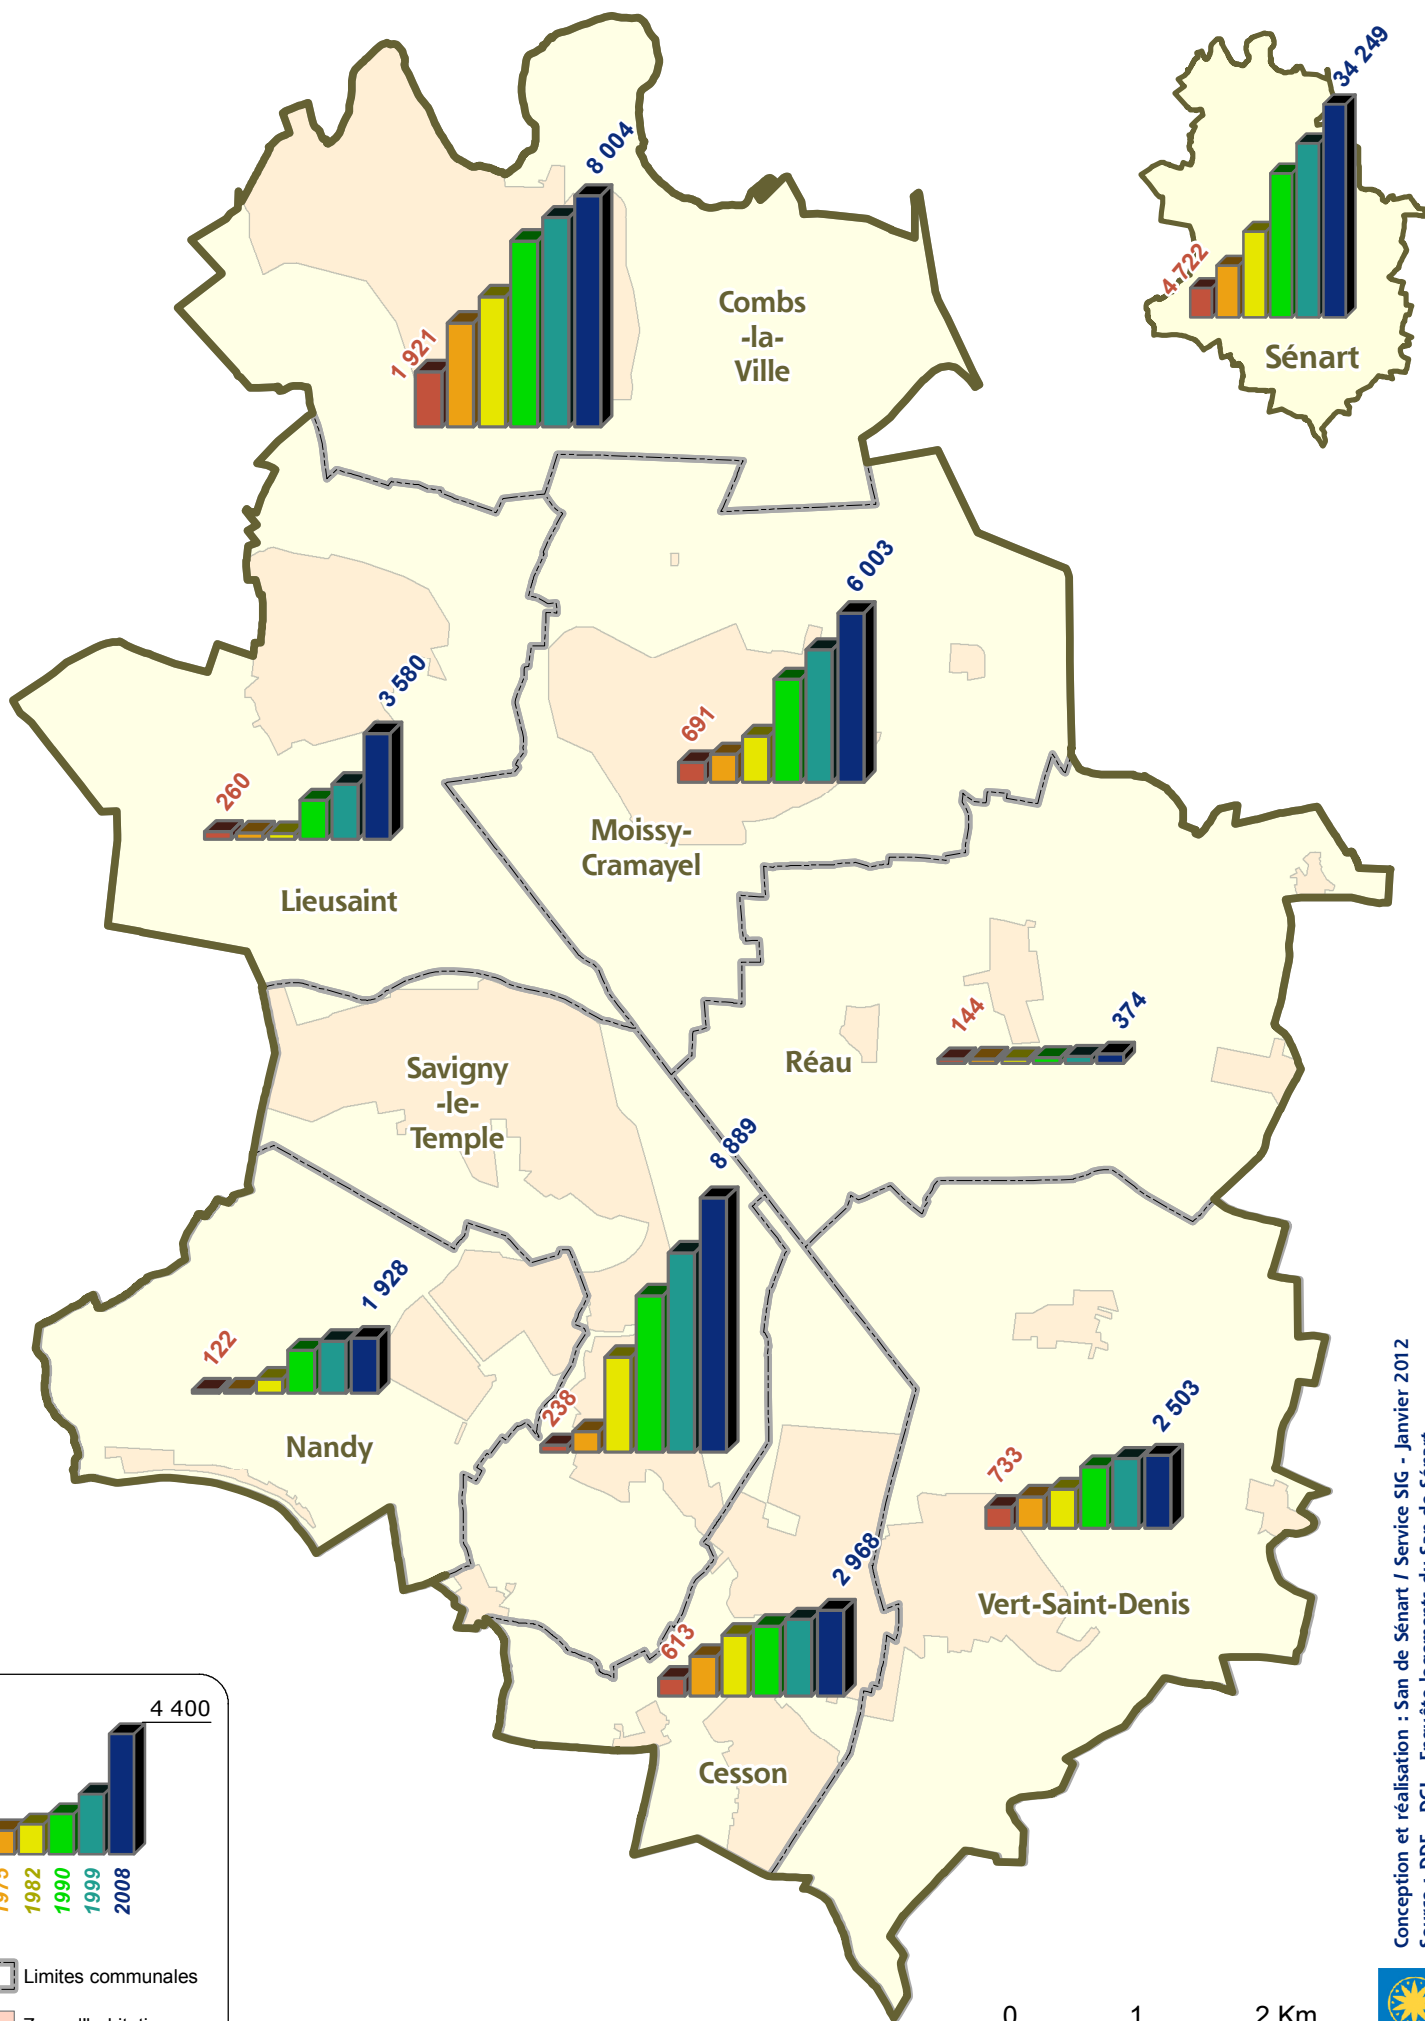 34 249
4 722
Sénart
8 004
1 921
Combs
-la-
Ville
6 003
691
Moissy-
Cramayel
3 580
260
Lieusaint
144
374
Réau
Savigny
-le-
Temple
8 889
238
1 928
122
Nandy
2 503
733
Vert-Saint-Denis
2 968
613
Cesson
4 400
1975
1982
1990
1999
2008
Limites communales
0 1 2 Km
Conception et réalisation : San de Sénart / Service SIG - Janvier 2012